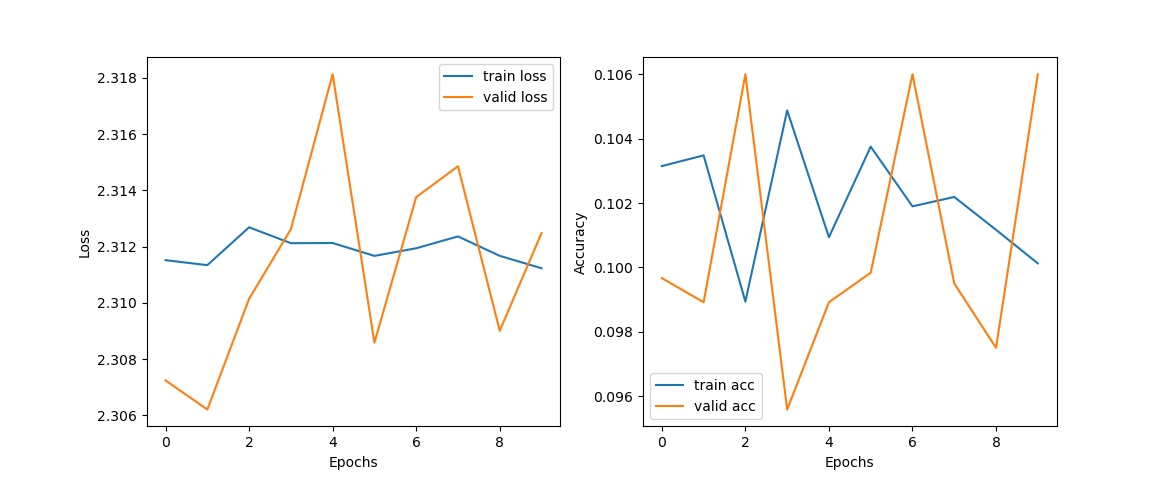 2.318
2.316
2.314
2.312
2.310
2.308
2.306
Loss
0 2 4 6 8
Epochs
train loss
valid loss
0.106
0.104
0.102
0.100
0.098
0.096
Accuracy
0 2 4 6 8
Epochs
train acc
valid acc